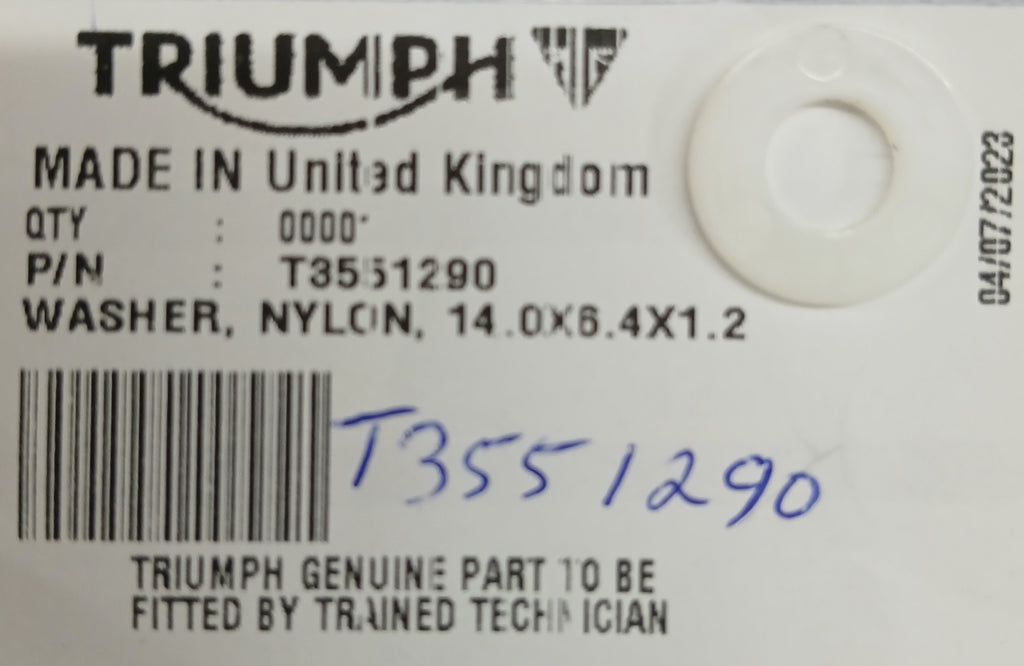 TRIUMPH
MADE IN United Kingdom
QTY : 00001
P/N : T3551290
WASHER, NYLON, 14.0X6.4X1.2
T3551290
TRIUMPH GENUINE PART TO BE
FITTED BY TRAINED TECHNICIAN
04/07/2023